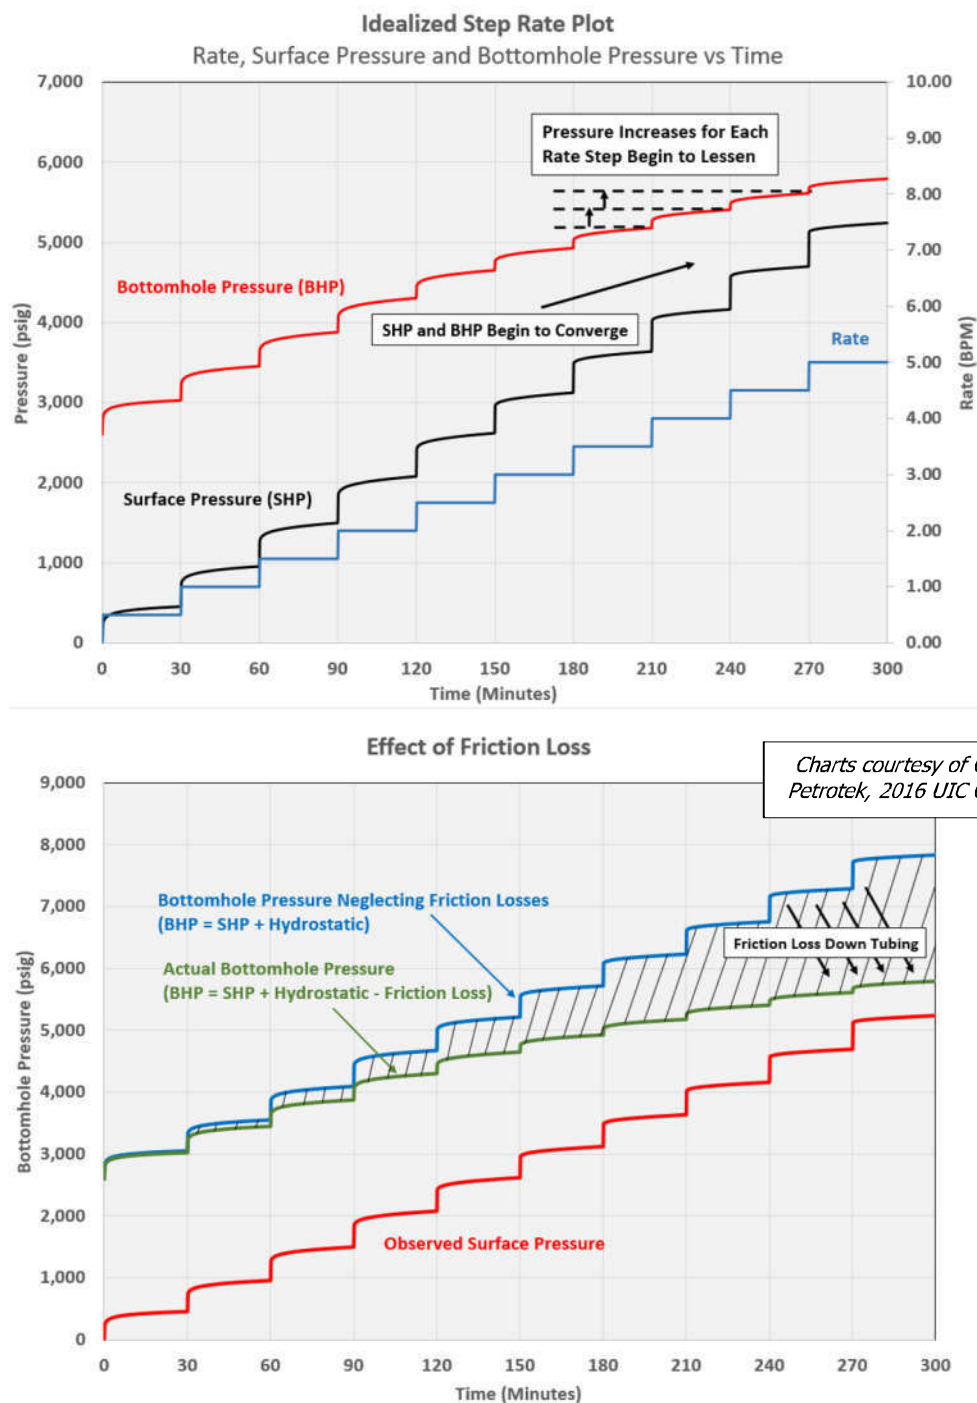 Idealized Step Rate Plot
Rate, Surface Pressure and Bottomhole Pressure vs Time
7,000
6,000
5,000
4,000
3,000
2,000
1,000
0
Pressure (psig)
10.00
9.00
8.00
7.00
6.00
5.00
4.00
3.00
2.00
1.00
0.00
Rate (BPM)
Pressure Increases for Each
Rate Step Begin to Lessen
Bottomhole Pressure (BHP)
SHP and BHP Begin to Converge
Rate
Surface Pressure (SHP)
0 30 60 90 120 150 180 210 240 270 300
Time (Minutes)
Effect of Friction Loss
Charts courtesy of
Petrotek, 2016 UIC
9,000
8,000
7,000
6,000
5,000
4,000
3,000
2,000
1,000
0
Bottomhole Pressure (psig)
Bottomhole Pressure Neglecting Friction Losses
(BHP = SHP + Hydrostatic)
Friction Loss Down Tubing
Actual Bottomhole Pressure
(BHP = SHP + Hydrostatic - Friction Loss)
Observed Surface Pressure
0 30 60 90 120 150 180 210 240 270 300
Time (Minutes)